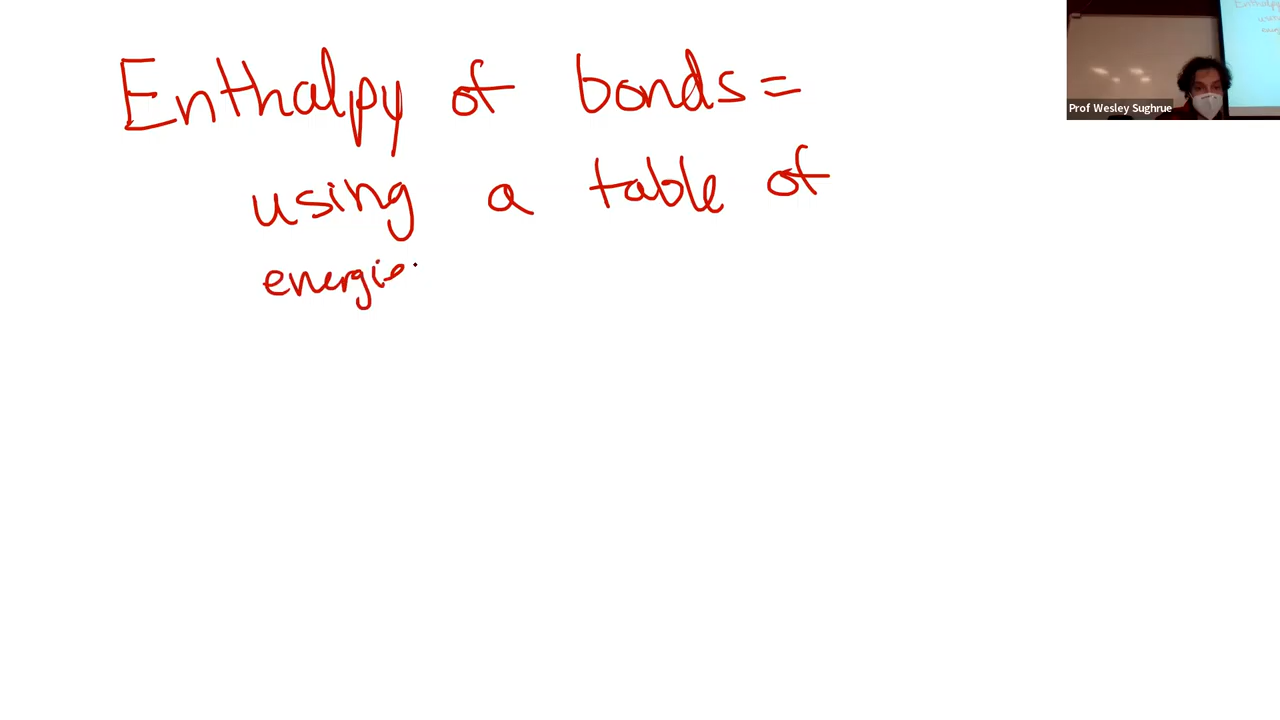 Enthalpy of bonds=
using a table of
energie
Prof Wesley Sughrue